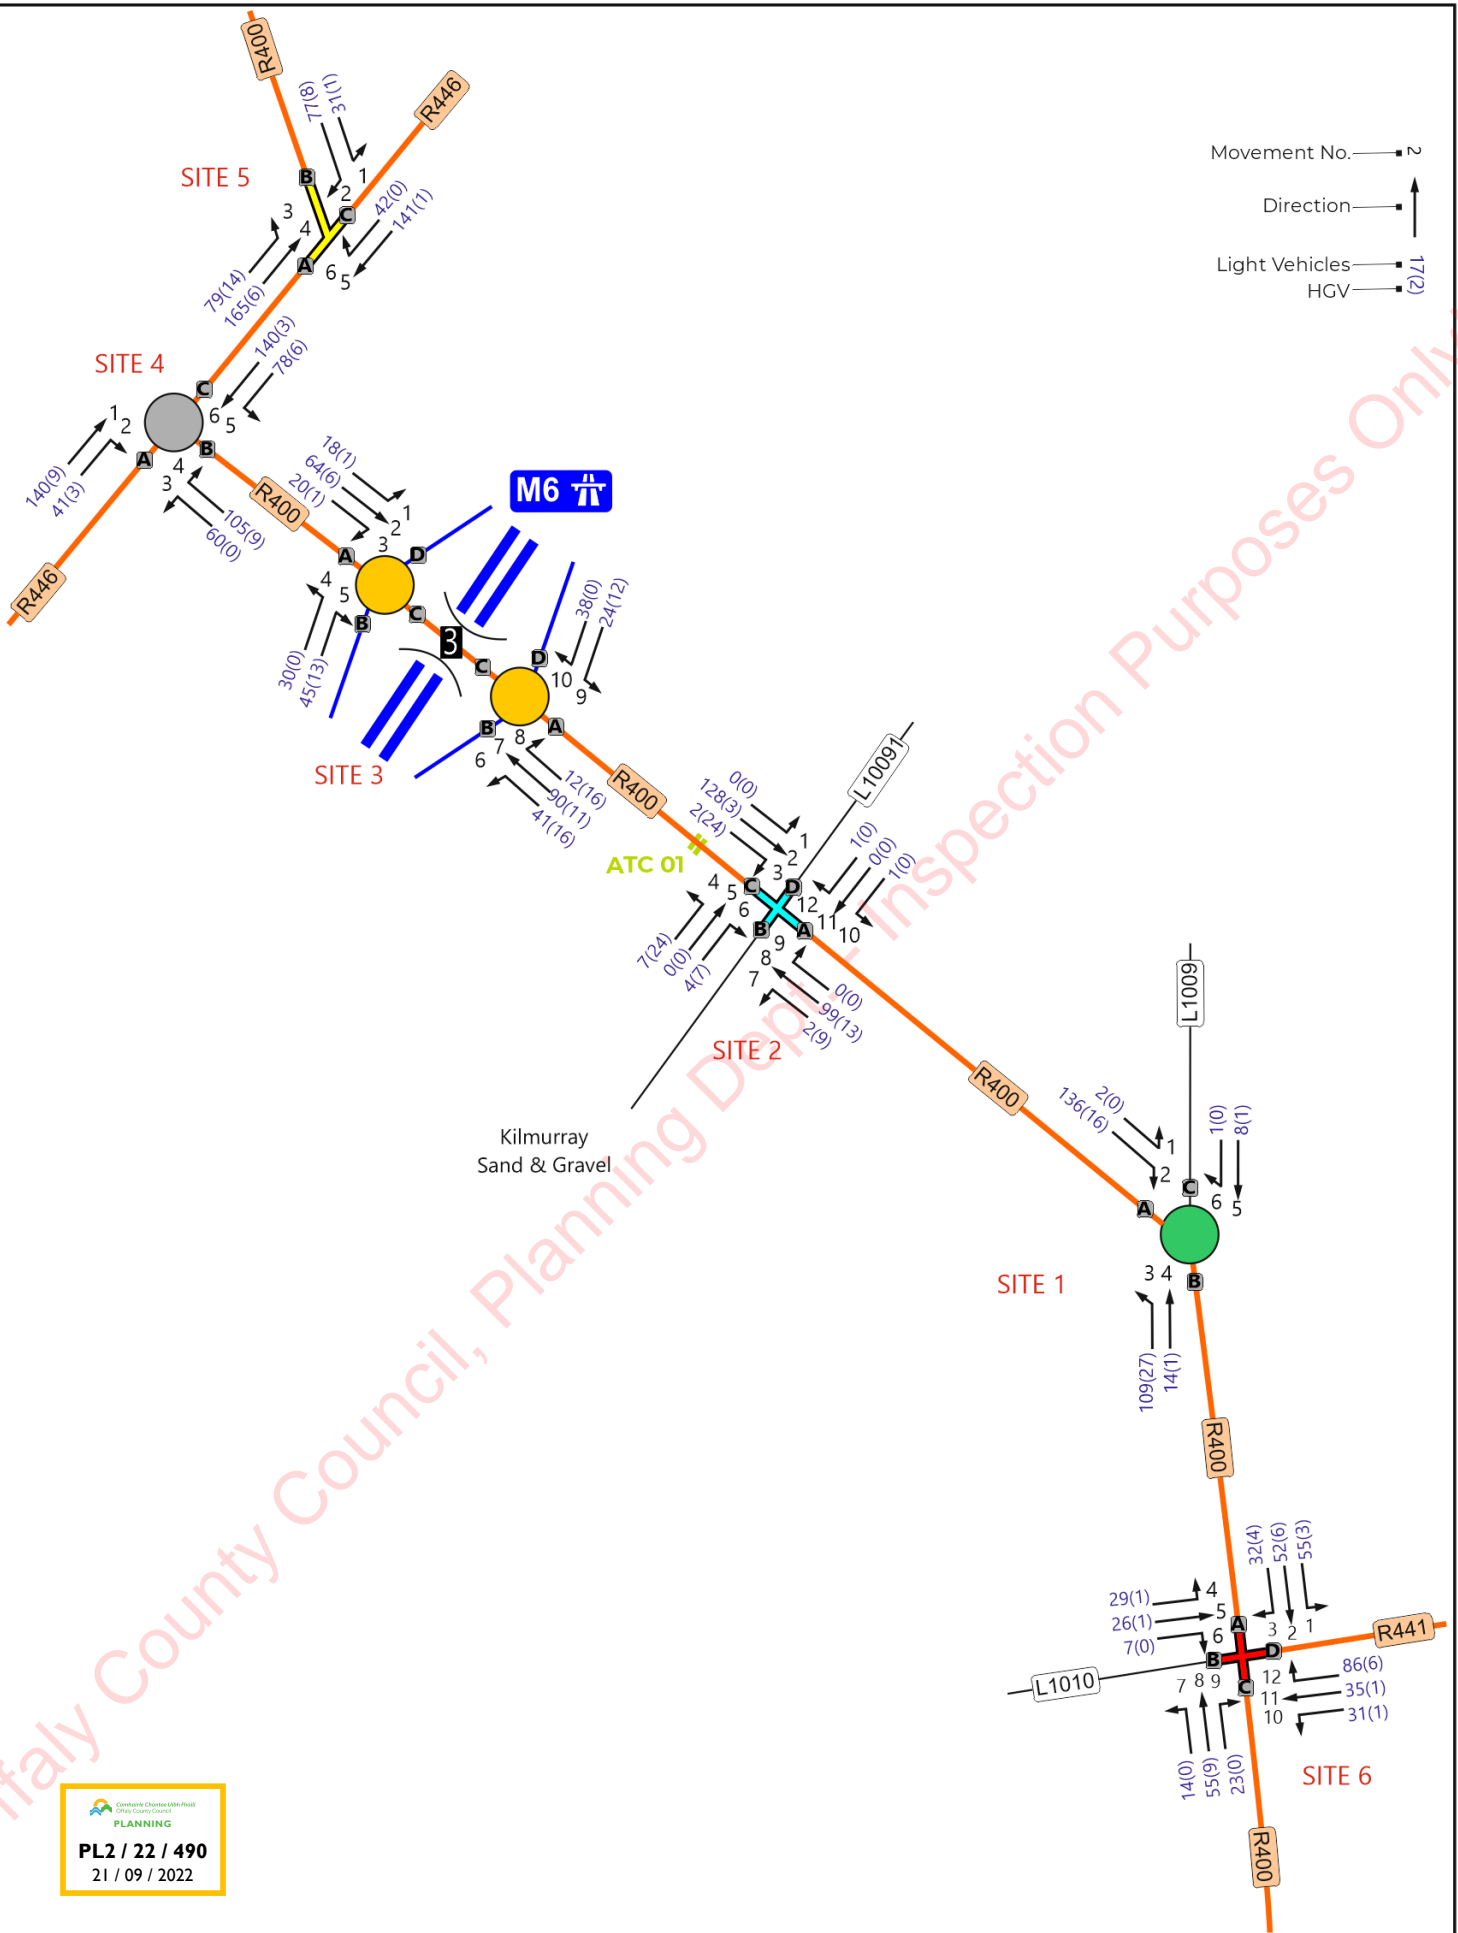 R400
R446
77(8)
31(1)
SITE 5
B
1
2
C
3
4
A
6
5
42(0)
141(1)
79(14)
165(6)
Movement No.
2
Direction
Light Vehicles
HGV
17(2)
SITE 4
140(3)
78(6)
C
6
5
1
2
A
B
4
3
140(9)
41(3)
105(9)
60(0)
R446
R400
18(1)
64(6)
20(1)
1
2
3
A
D
4
5
B
C
30(0)
45(13)
M6
3
38(0)
24(12)
C
D
10
9
B
A
8
7
6
12(16)
90(11)
41(16)
SITE 3
R400
ATC 01
L10091
0(0)
128(3)
2(24)
1
2
3
1(0)
0(0)
1(0)
4
5
6
C
D
12
11
10
B
A
9
8
7
7(24)
0(0)
4(7)
0(0)
99(13)
2(9)
SITE 2
Kilmurray
Sand & Gravel
R400
L1009
2(0)
136(16)
1
2
1(0)
8(1)
C
6
5
A
SITE 1
3
4
B
109(27)
14(1)
R400
32(4)
52(6)
55(3)
29(1)
26(1)
7(0)
4
5
6
A
3
2
1
B
D
C
R441
L1010
7
8
9
12
11
10
86(6)
35(1)
31(1)
14(0)
55(9)
23(0)
SITE 6
R400
ffaly County Council, Planning Dept - Inspection Purposes Only
Comhairle Chontae Uíbh Fhailí
Offaly County Council
PLANNING
PL2 / 22 / 490
21 / 09 / 2022